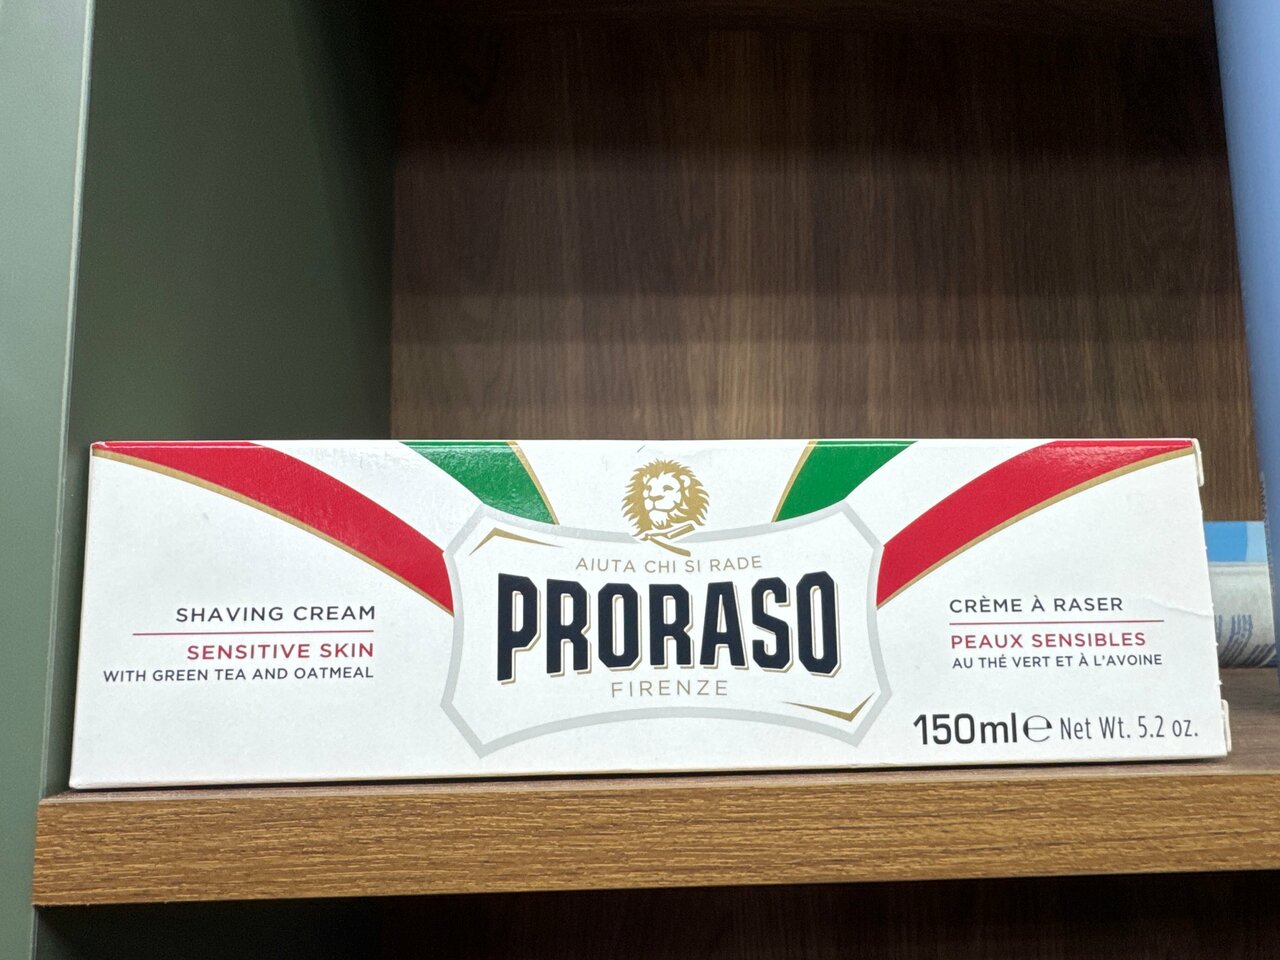 AIUTA CHI SI RADE
PRORASO
FIRENZE
SHAVING CREAM
SENSITIVE SKIN
WITH GREEN TEA AND OATMEAL
CRÈME À RASER
PEAUX SENSIBLES
AU THÉ VERT ET À L'AVOINE
150ml℮ Net Wt. 5.2 oz.